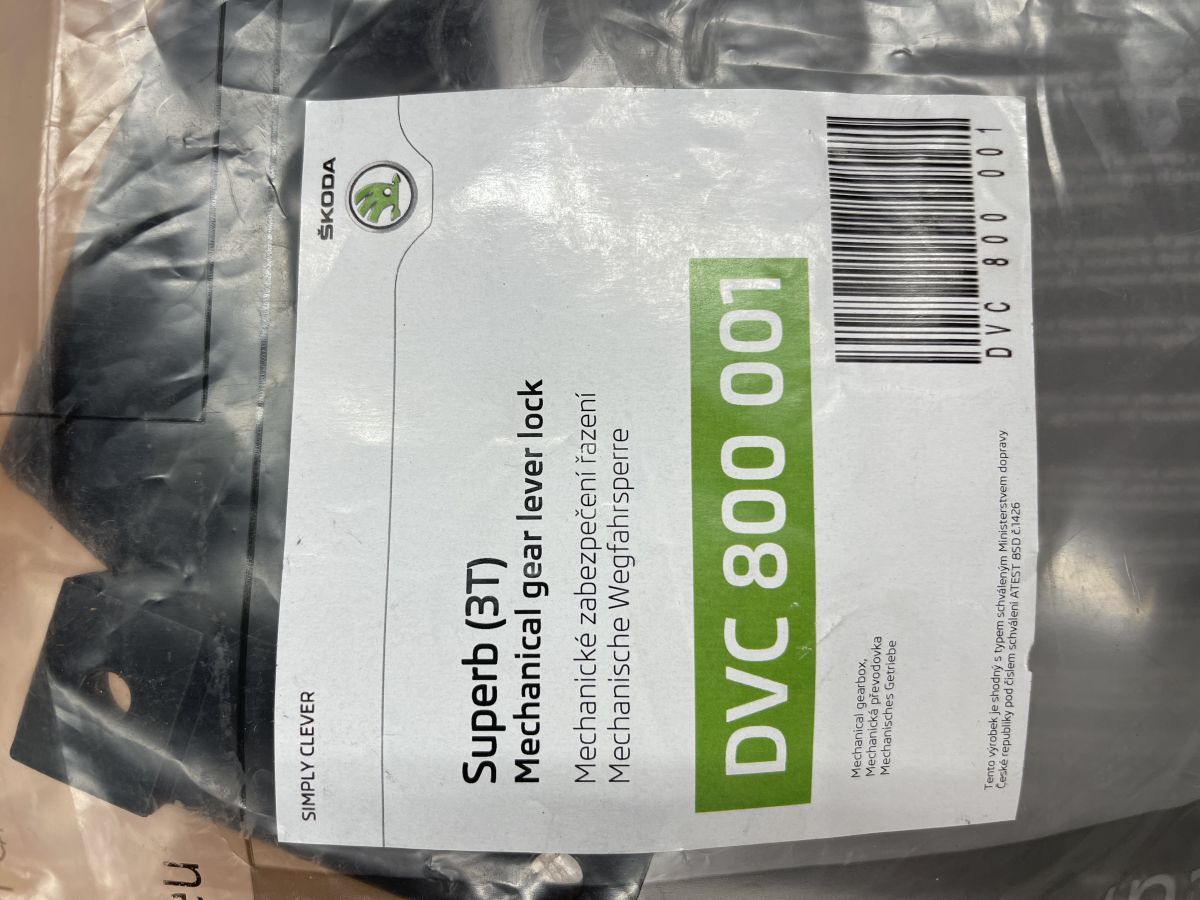 SIMPLY CLEVER
ŠKODA
Superb (3T)
Mechanical gear lever lock
Mechanické zabezpečení řazení
Mechanische Wegfahrsperre
DVC 800 001
Mechanical gearbox,
Mechanická převodovka
Mechanisches Getriebe
DVC 800 001
Tento výrobek je shodný s typem schváleným Ministerstvem dopravy
České republiky pod číslem schválení ATEST 8SD č.1426